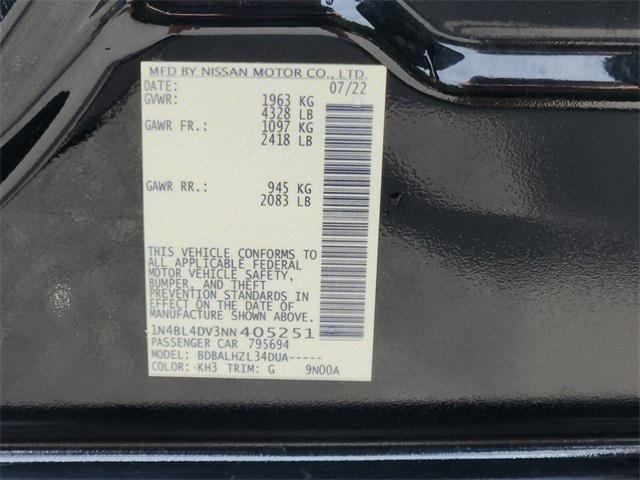 MFD BY NISSAN MOTOR CO., LTD.
DATE: 07/22
GVWR: 1963 KG
4328 LB
GAWR FR.: 1097 KG
2418 LB
GAWR RR.: 945 KG
2083 LB
THIS VEHICLE CONFORMS TO
ALL APPLICABLE FEDERAL
MOTOR VEHICLE SAFETY,
BUMPER, AND THEFT
PREVENTION STANDARDS IN
EFFECT ON THE DATE OF
MANUFACTURE SHOWN ABOVE.
1N4BL4DV3NN405251
PASSENGER CAR 795694
MODEL: BDBALHZL34DUA-----
COLOR: -KH3 TRIM: G 9N00A